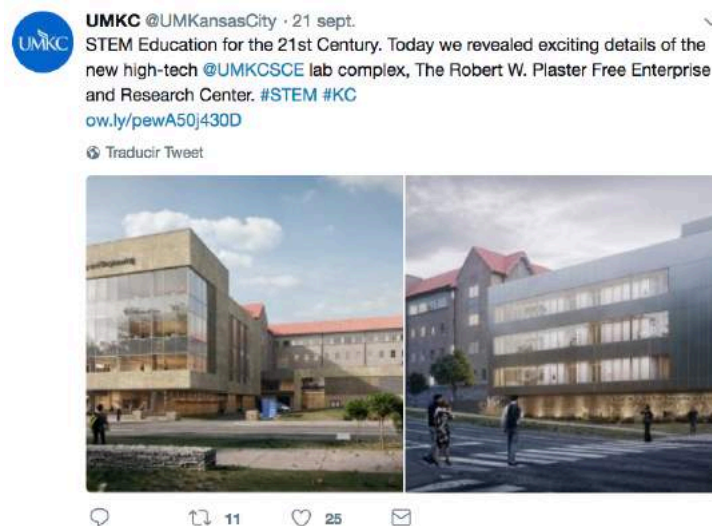 UMKC
UMKC @UMKansasCity · 21 sept.
STEM Education for the 21st Century. Today we revealed exciting details of the
new high-tech @UMKCSCE lab complex, The Robert W. Plaster Free Enterprise
and Research Center. #STEM #KC
ow.ly/pewA50j430D
Traducir Tweet
11
25